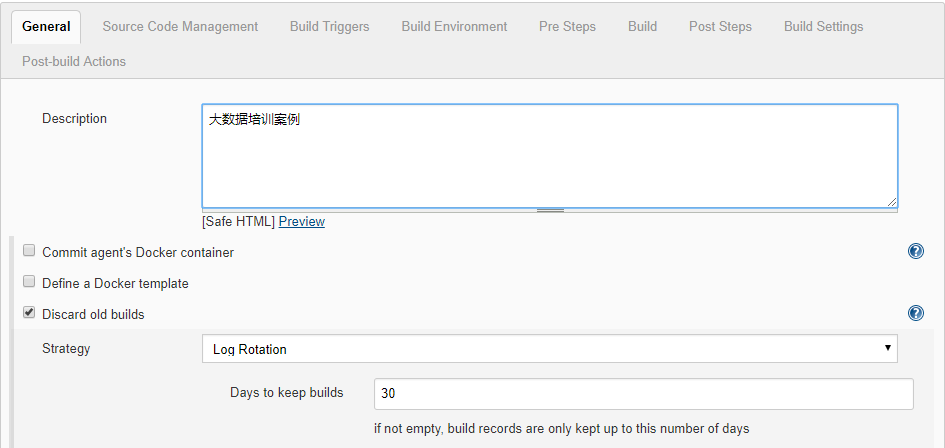 General Source Code Management Build Triggers Build Environment Pre Steps Build Post Steps Build Settings
Post-build Actions
Description
大数据培训案例
[Safe HTML] Preview
Commit agent's Docker container
Define a Docker template
Discard old builds
Strategy Log Rotation
Days to keep builds 30
if not empty, build records are only kept up to this number of days